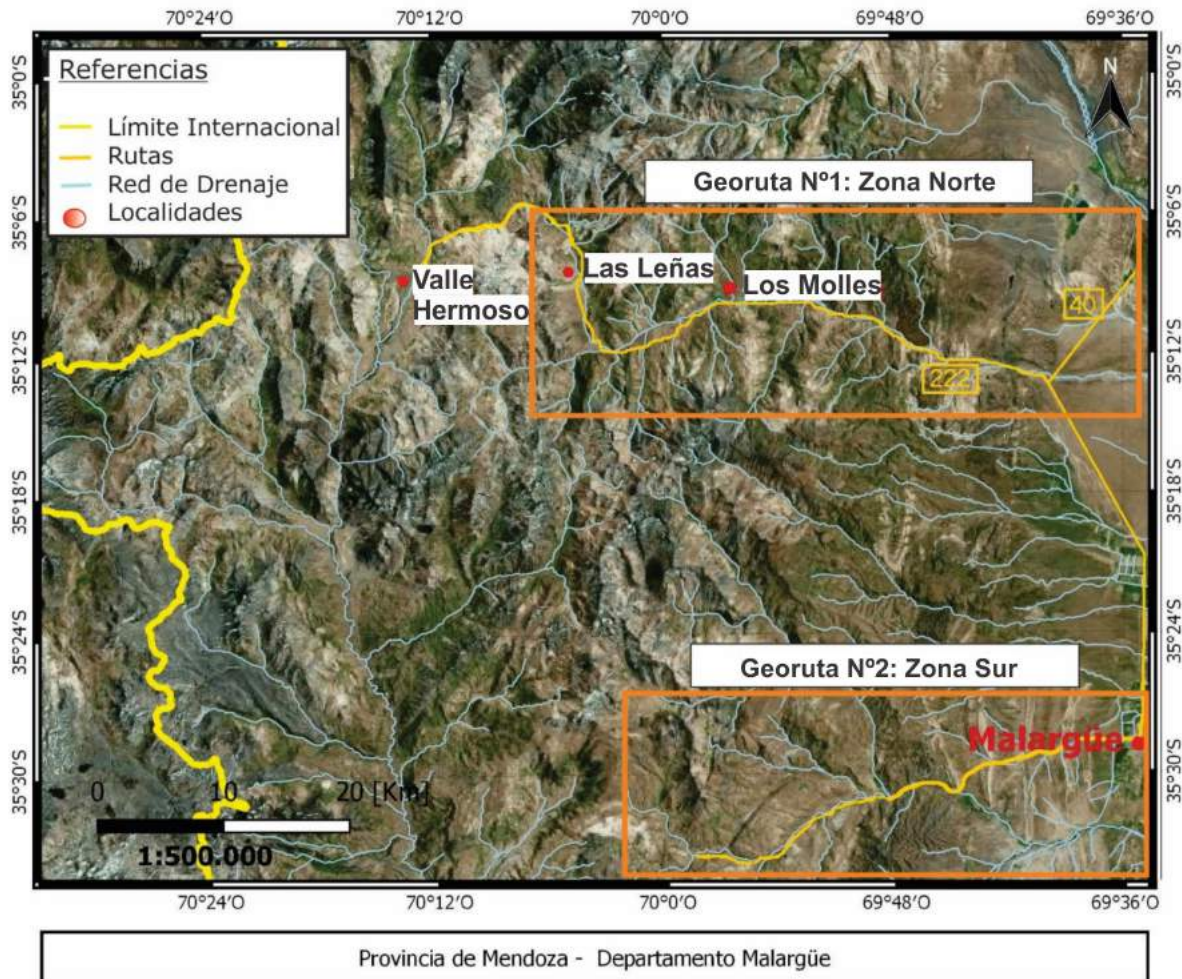 70°24'O 70°12'O 70°0'O 69°48'O 69°36'O
Referencias
Límite Internacional
Rutas
Red de Drenaje
Localidades
N
35°0'S 35°0'S
Georuta Nº1: Zona Norte
35°6'S 35°6'S
Valle
Hermoso
Las Leñas
Los Molles
40
222
35°12'S 35°12'S
35°18'S 35°18'S
35°24'S 35°24'S
Georuta Nº2: Zona Sur
Malargüe
35°30'S 35°30'S
0 10 20 [Km]
1:500.000
70°24'O 70°12'O 70°0'O 69°48'O 69°36'O
Provincia de Mendoza - Departamento Malargüe